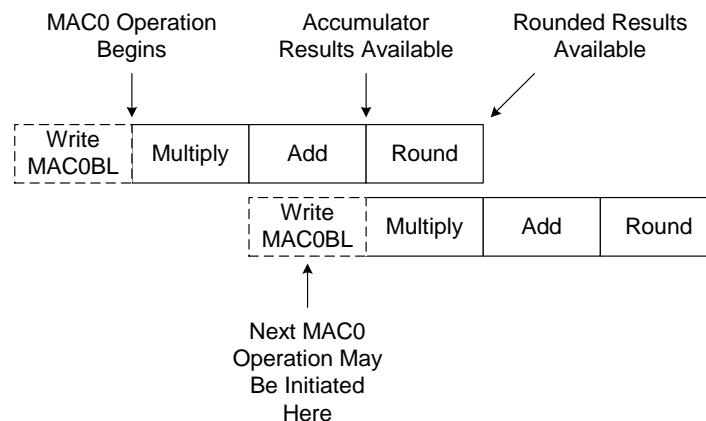 MAC0 Operation
Begins
Accumulator
Results Available
Rounded Results
Available
Write
MAC0BL
Multiply
Add
Round
Write
MAC0BL
Multiply
Add
Round
Next MAC0
Operation May
Be Initiated
Here